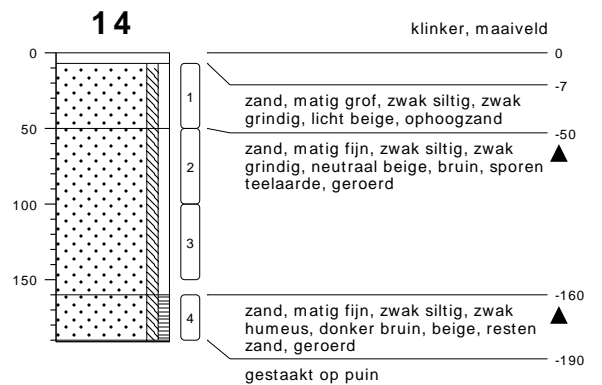 14
klinker, maaiveld
0
0
-7
1
zand, matig grof, zwak siltig, zwak
grindig, licht beige, ophoogzand
50
-50
zand, matig fijn, zwak siltig, zwak
grindig, neutraal beige, bruin, sporen
teelaarde, geroerd
2
100
3
150
-160
zand, matig fijn, zwak siltig, zwak
humeus, donker bruin, beige, resten
zand, geroerd
4
-190
gestaakt op puin